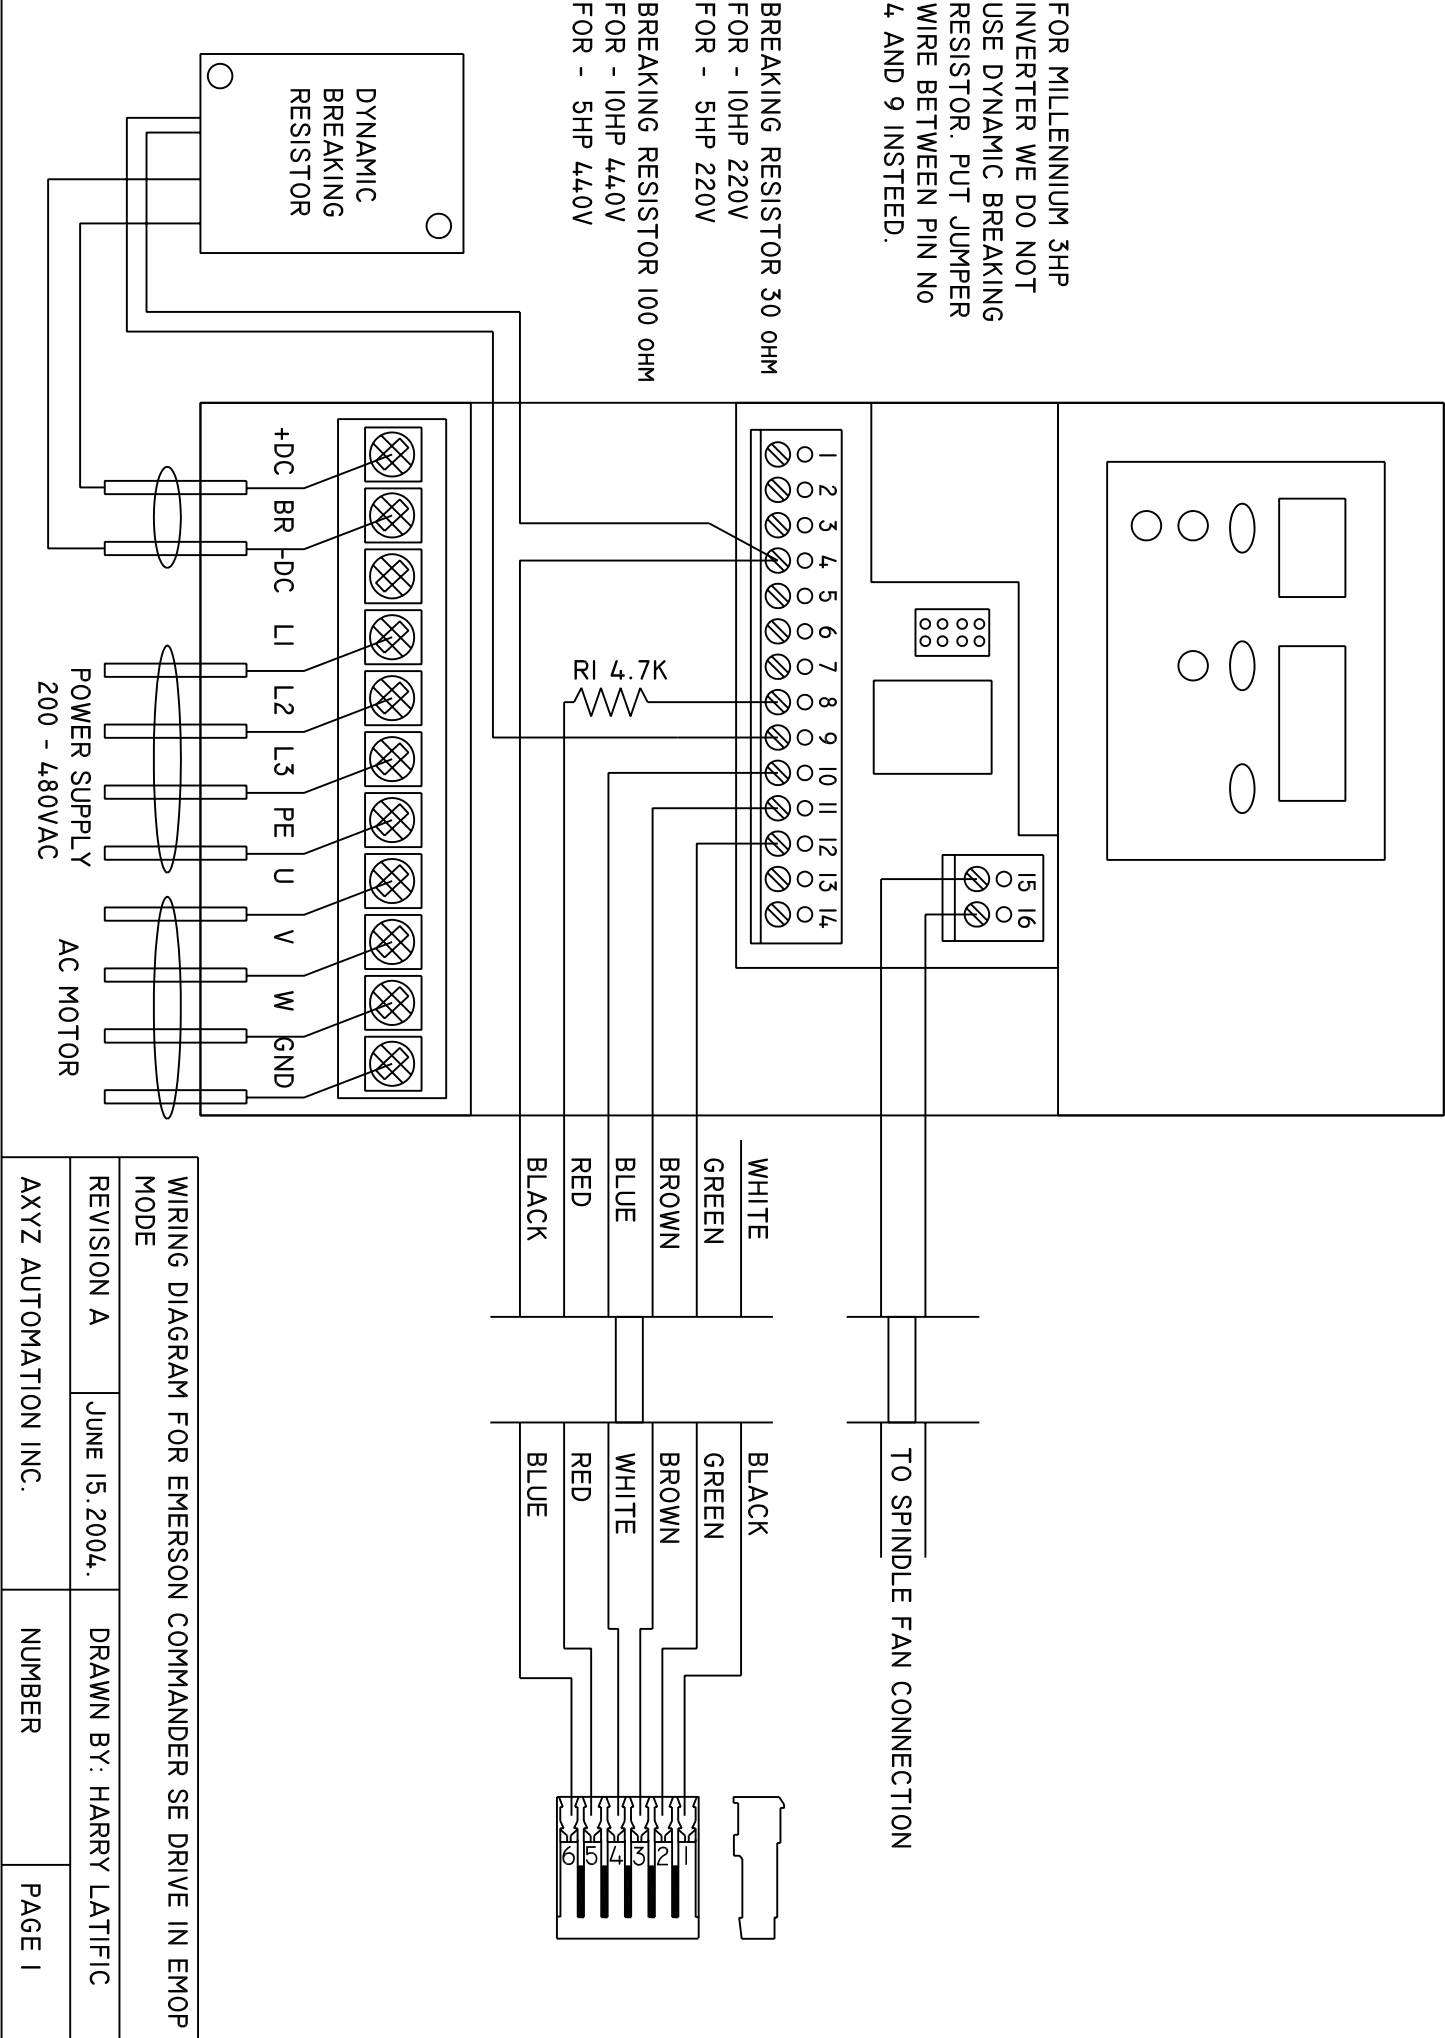 FOR MILLENNIUM 3HP
INVERTER WE DO NOT
USE DYNAMIC BREAKING
RESISTOR. PUT JUMPER
WIRE BETWEEN PIN No
4 AND 9 INSTEED.
BREAKING RESISTOR 30 OHM
FOR - 10HP 220V
FOR - 5HP 220V
BREAKING RESISTOR 100 OHM
FOR - 10HP 440V
FOR - 5HP 440V
DYNAMIC
BREAKING
RESISTOR
15 16
1 2 3 4 5 6 7 8 9 10 11 12 13 14
R1 4.7K
+DC BR -DC L1 L2 L3 PE U V W GND
POWER SUPPLY
200 - 480VAC
AC MOTOR
WHITE
GREEN
BROWN
BLUE
RED
BLACK
TO SPINDLE FAN CONNECTION
BLACK
GREEN
BROWN
WHITE
RED
BLUE
1
2
3
4
5
6
WIRING DIAGRAM FOR EMERSON COMMANDER SE DRIVE IN EMOP
MODE
REVISION A JUNE 15.2004. DRAWN BY: HARRY LATIFIC
AXYZ AUTOMATION INC. NUMBER PAGE 1